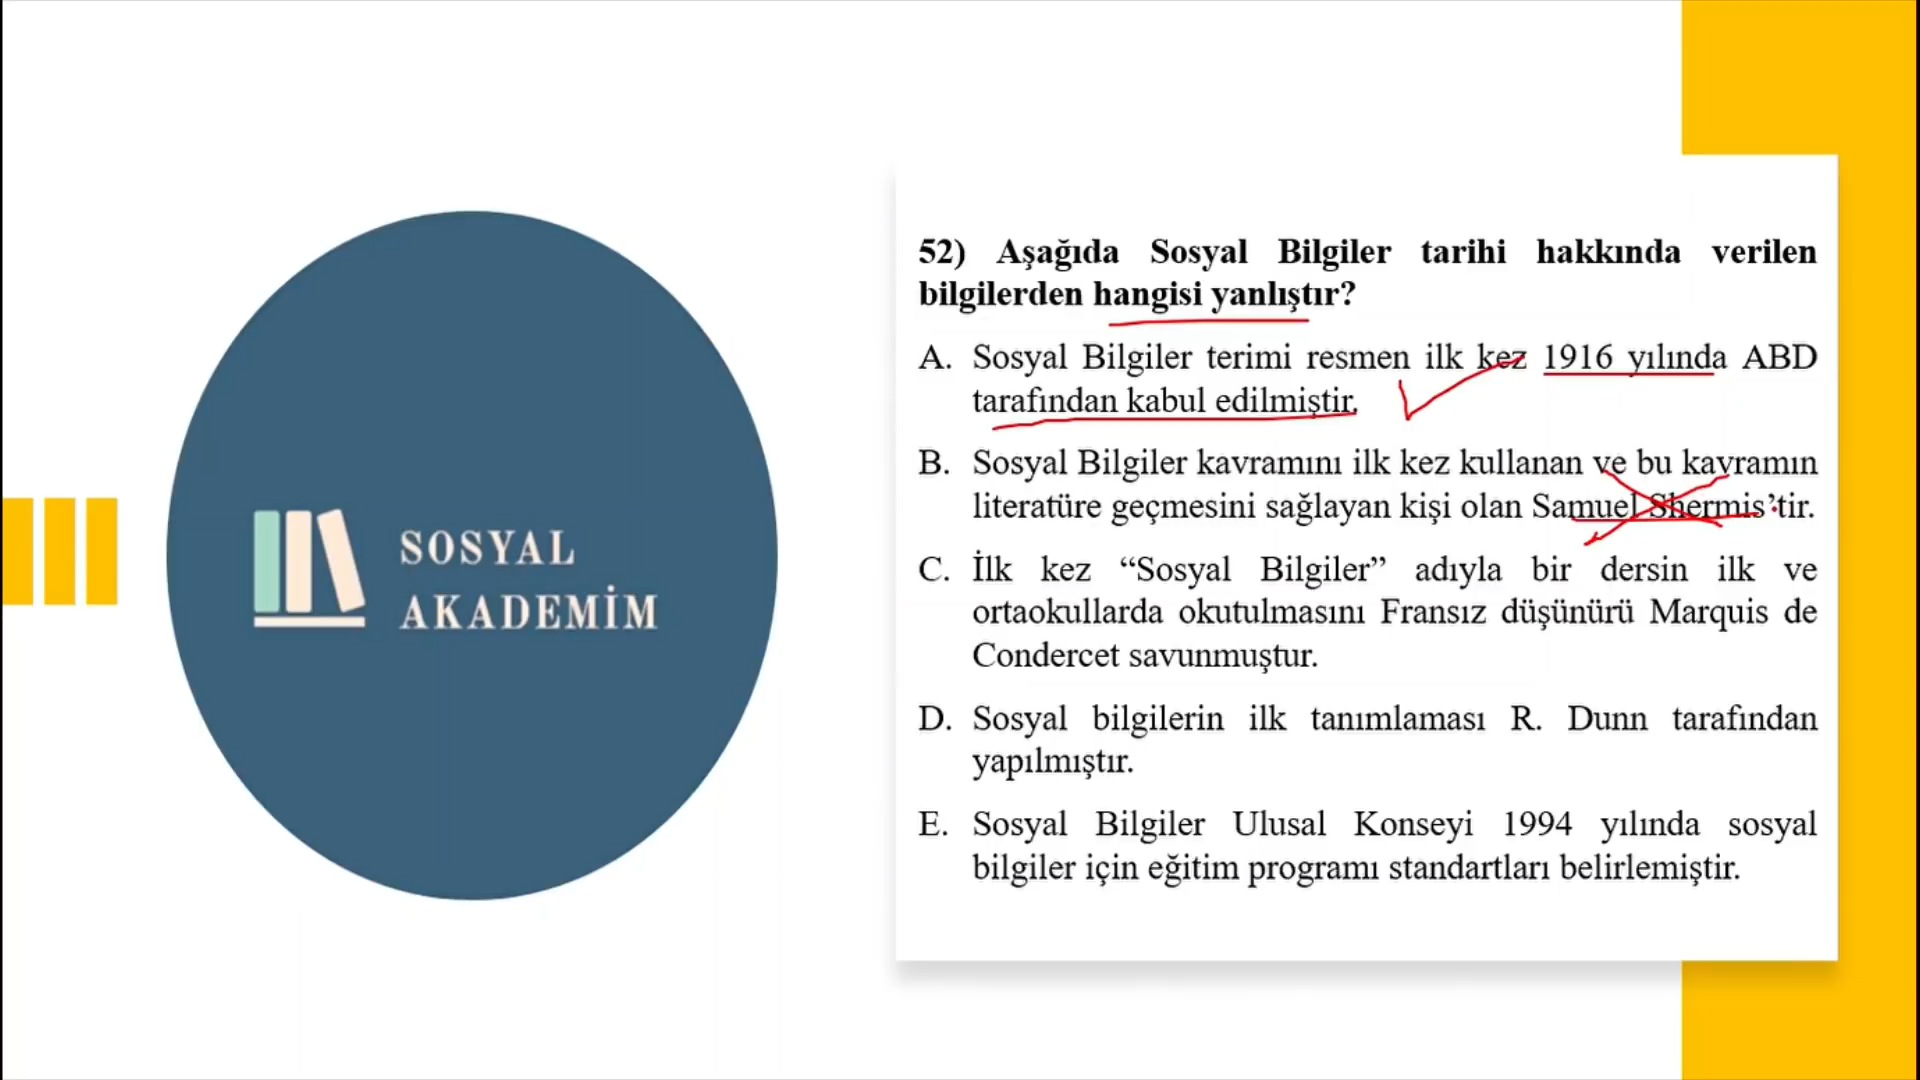 SOSYAL
AKADEMİM
52) Aşağıda Sosyal Bilgiler tarihi hakkında verilen
bilgilerden hangisi yanlıştır?
A. Sosyal Bilgiler terimi resmen ilk kez 1916 yılında ABD
tarafından kabul edilmiştir.
B. Sosyal Bilgiler kavramını ilk kez kullanan ve bu kavramın
literatüre geçmesini sağlayan kişi olan Samuel Shermis’tir.
C. İlk kez “Sosyal Bilgiler” adıyla bir dersin ilk ve
ortaokullarda okutulmasını Fransız düşünürü Marquis de
Condercet savunmuştur.
D. Sosyal bilgilerin ilk tanımlaması R. Dunn tarafından
yapılmıştır.
E. Sosyal Bilgiler Ulusal Konseyi 1994 yılında sosyal
bilgiler için eğitim programı standartları belirlemiştir.